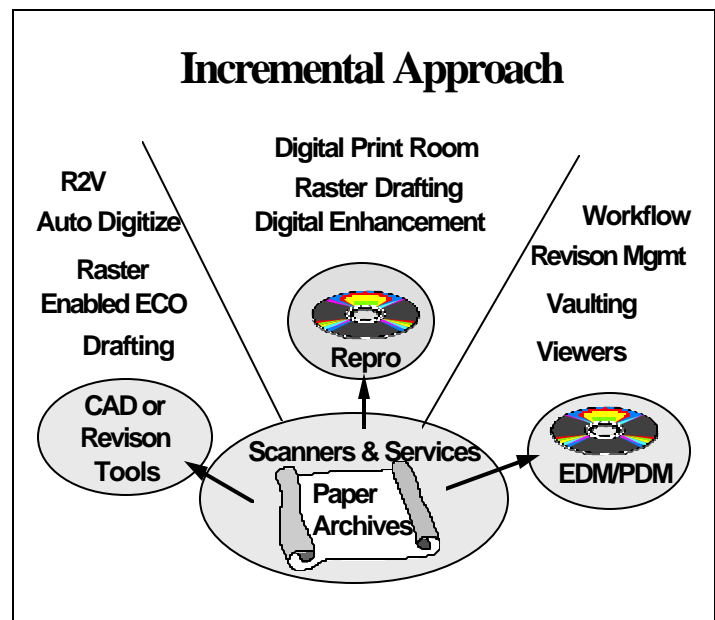 Incremental Approach
R2V
Auto Digitize
Raster
Enabled ECO
Drafting
CAD or
Revison
Tools
Digital Print Room
Raster Drafting
Digital Enhancement
Repro
Scanners & Services
Paper
Archives
Workflow
Revison Mgmt
Vaulting
Viewers
EDM/PDM